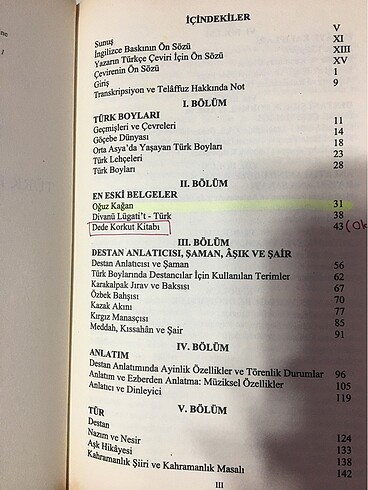 İÇİNDEKİLER
Sunuş V
İngilizce Baskının Ön Sözü XI
Yazarın Türkçe Çeviri İçin Ön Sözü XIII
Çevirenin Ön Sözü XV
Giriş 1
Transkripsiyon ve Telâffuz Hakkında Not 9
I. BÖLÜM
TÜRK BOYLARI
Geçmişleri ve Çevreleri 11
Göçebe Dünyası 14
Orta Asya'da Yaşayan Türk Boyları 18
Türk Lehçeleri 23
Türk Boyları 28
II. BÖLÜM
EN ESKİ BELGELER
Oğuz Kağan 31
Divanü Lügati't - Türk 38
Dede Korkut Kitabı 43
III. BÖLÜM
DESTAN ANLATICISI, ŞAMAN, ÂŞIK VE ŞAİR
Destan Anlatıcısı ve Şaman 56
Türk Boylarında Destancılar İçin Kullanılan Terimler 62
Karakalpak Jırav ve Baksısı 67
Özbek Bahşısı 70
Kazak Akını 77
Kırgız Manasçısı 85
Meddah, Kıssahân ve Şair 91
IV. BÖLÜM
ANLATIM
Destan Anlatımında Ayinlik Özellikler ve Törenlik Durumlar 96
Anlatım ve Ezberden Anlatma: Müziksel Özellikler 105
Anlatıcı ve Dinleyici 119
V. BÖLÜM
TÜR
Destan
Nazım ve Nesir 124
Aşk Hikâyesi 133
Kahramanlık Şiiri ve Kahramanlık Masalı 138
142
III